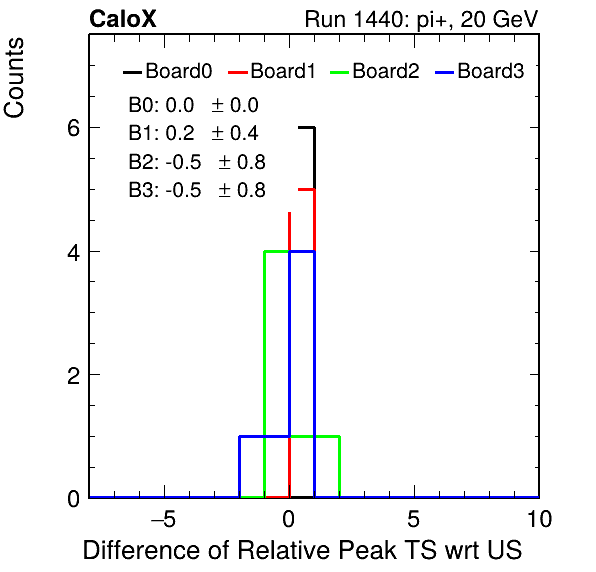 CaloX Run 1440: pi+, 20 GeV
Counts
Board0 Board1 Board2 Board3
B0: 0.0 ± 0.0
B1: 0.2 ± 0.4
B2: -0.5 ± 0.8
B3: -0.5 ± 0.8
6
4
2
0
−5 0 5 10
Difference of Relative Peak TS wrt US